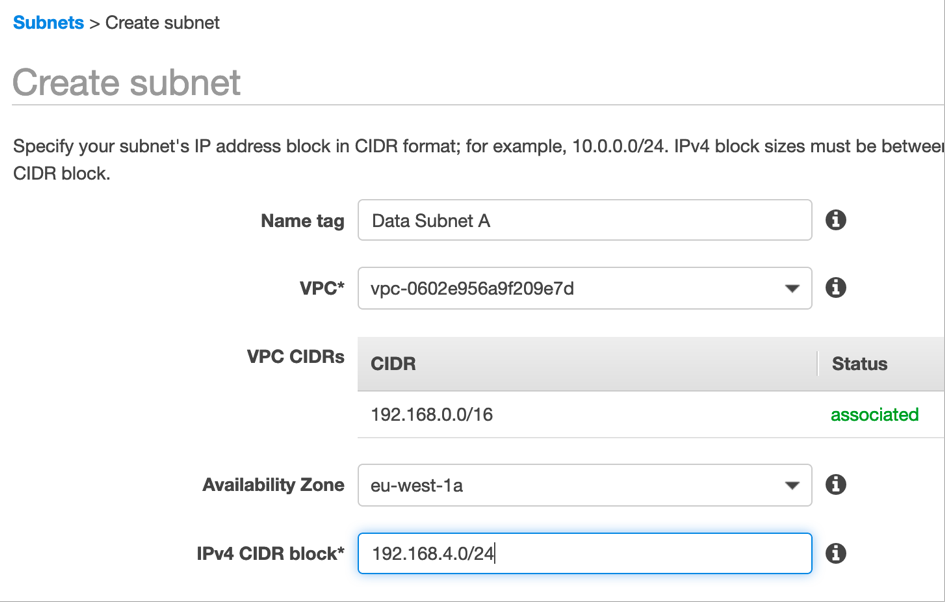 Subnets > Create subnet
Create subnet
Specify your subnet's IP address block in CIDR format; for example, 10.0.0.0/24. IPv4 block sizes must be between
CIDR block.
Name tag Data Subnet A
VPC* vpc-0602e956a9f209e7d
VPC CIDRs CIDR Status
192.168.0.0/16 associated
Availability Zone eu-west-1a
IPv4 CIDR block* 192.168.4.0/24